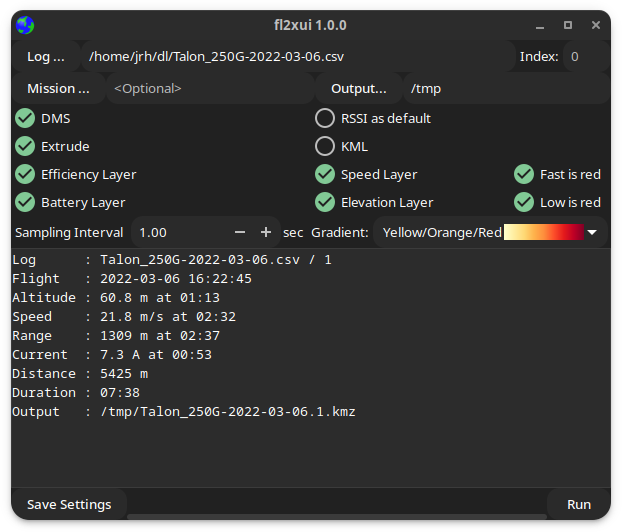 fl2xui 1.0.0
Log ... /home/jrh/dl/Talon_250G-2022-03-06.csv Index: 0
Mission ... <Optional> Output... /tmp
DMS RSSI as default
Extrude KML
Efficiency Layer Speed Layer Fast is red
Battery Layer Elevation Layer Low is red
Sampling Interval 1.00 − + sec Gradient: Yellow/Orange/Red
Log      : Talon_250G-2022-03-06.csv / 1
Flight   : 2022-03-06 16:22:45
Altitude : 60.8 m at 01:13
Speed    : 21.8 m/s at 02:32
Range    : 1309 m at 02:37
Current  : 7.3 A at 00:53
Distance : 5425 m
Duration : 07:38
Output   : /tmp/Talon_250G-2022-03-06.1.kmz
Save Settings Run